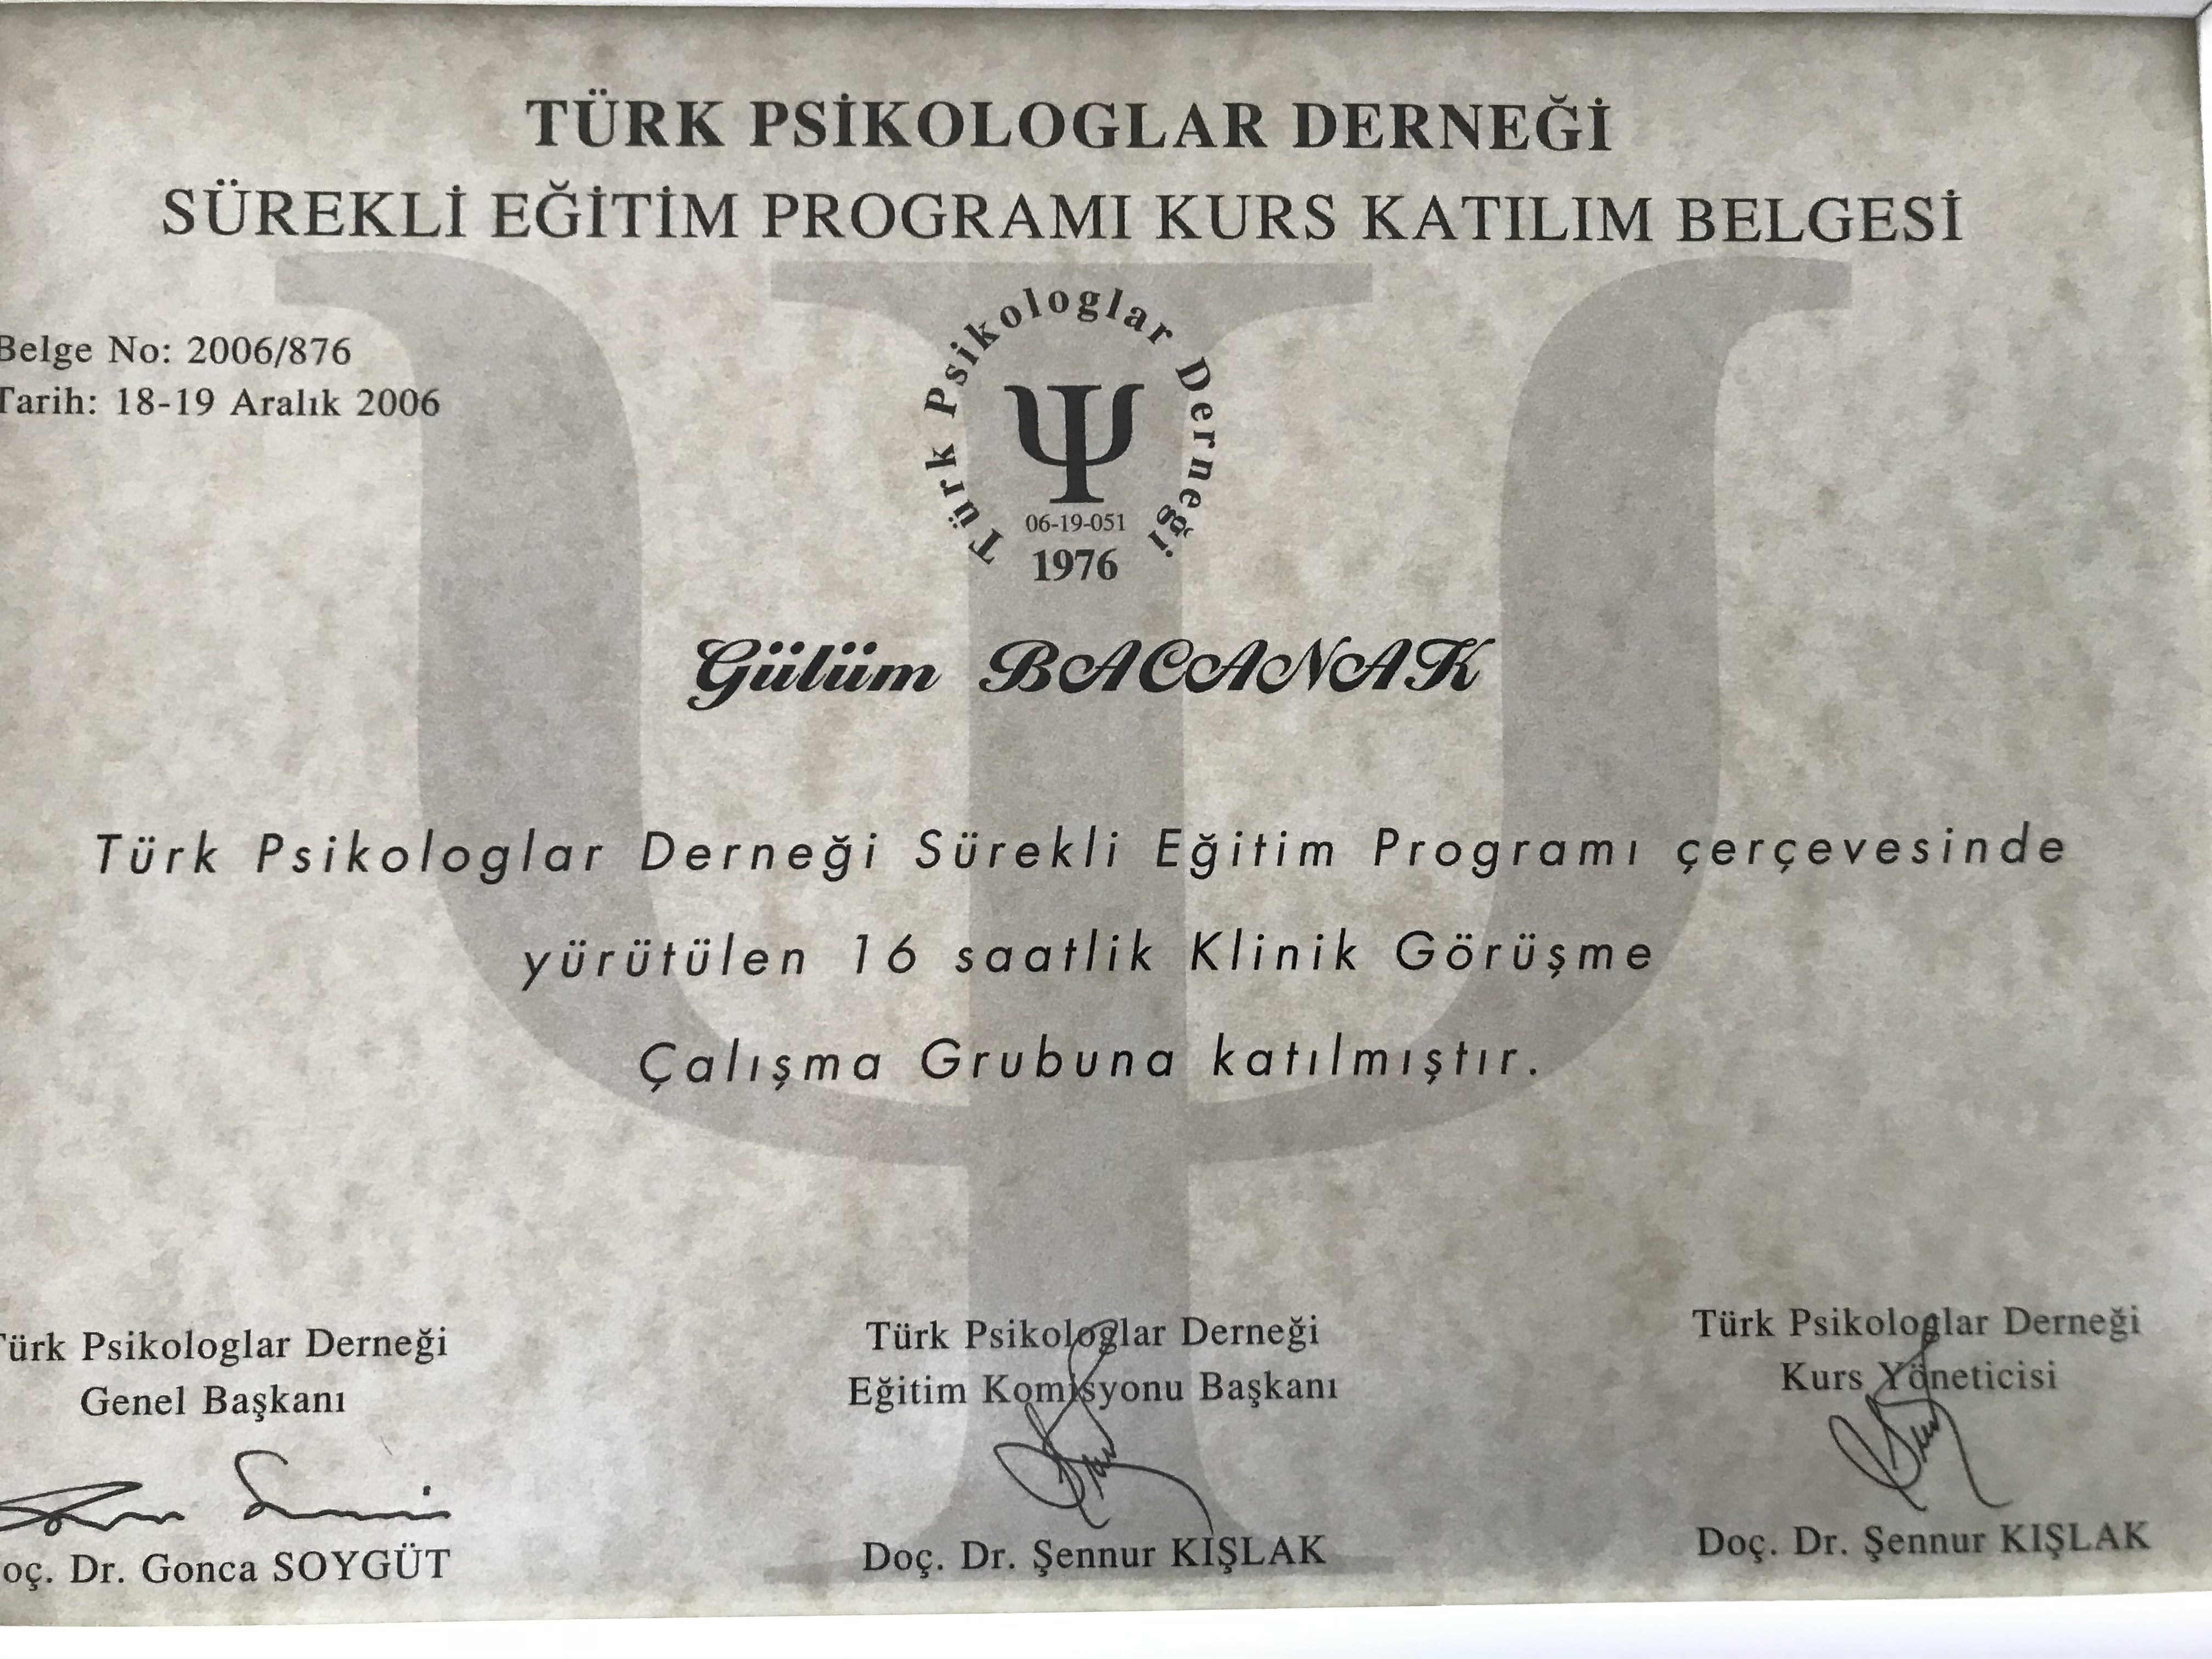 TÜRK PSİKOLOGLAR DERNEĞİ
SÜREKLİ EĞİTİM PROGRAMI KURS KATILIM BELGESİ
Belge No: 2006/876
Tarih: 18-19 Aralık 2006
Türk Psikologlar Derneği
Ψ
06-19-051
1976
Gülüm BACANAK
Türk Psikologlar Derneği Sürekli Eğitim Programı çerçevesinde
yürütülen 16 saatlik Klinik Görüşme
Çalışma Grubuna katılmıştır.
Türk Psikologlar Derneği
Genel Başkanı
Doç. Dr. Gonca SOYGÜT
Türk Psikologlar Derneği
Eğitim Komisyonu Başkanı
Doç. Dr. Şennur KIŞLAK
Türk Psikologlar Derneği
Kurs Yöneticisi
Doç. Dr. Şennur KIŞLAK